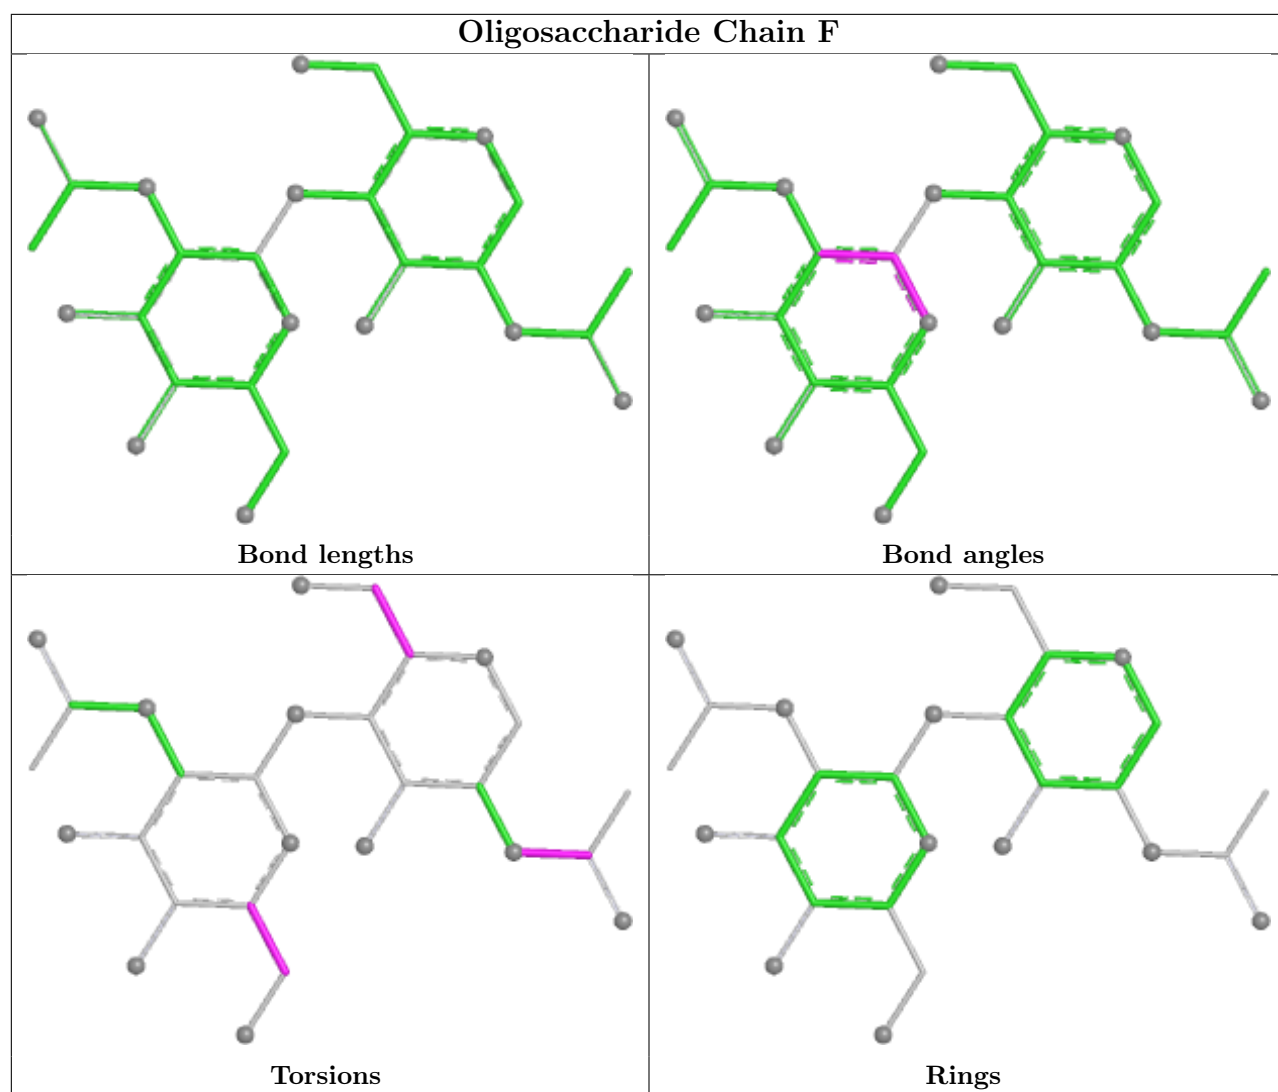 Oligosaccharide Chain F
Bond lengths
Bond angles
Torsions
Rings